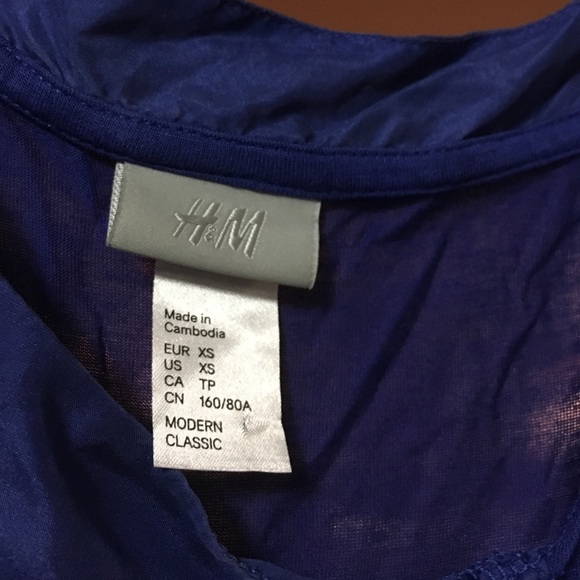 H&M
Made in
Cambodia
EUR XS
US XS
CA TP
CN 160/80A
MODERN
CLASSIC